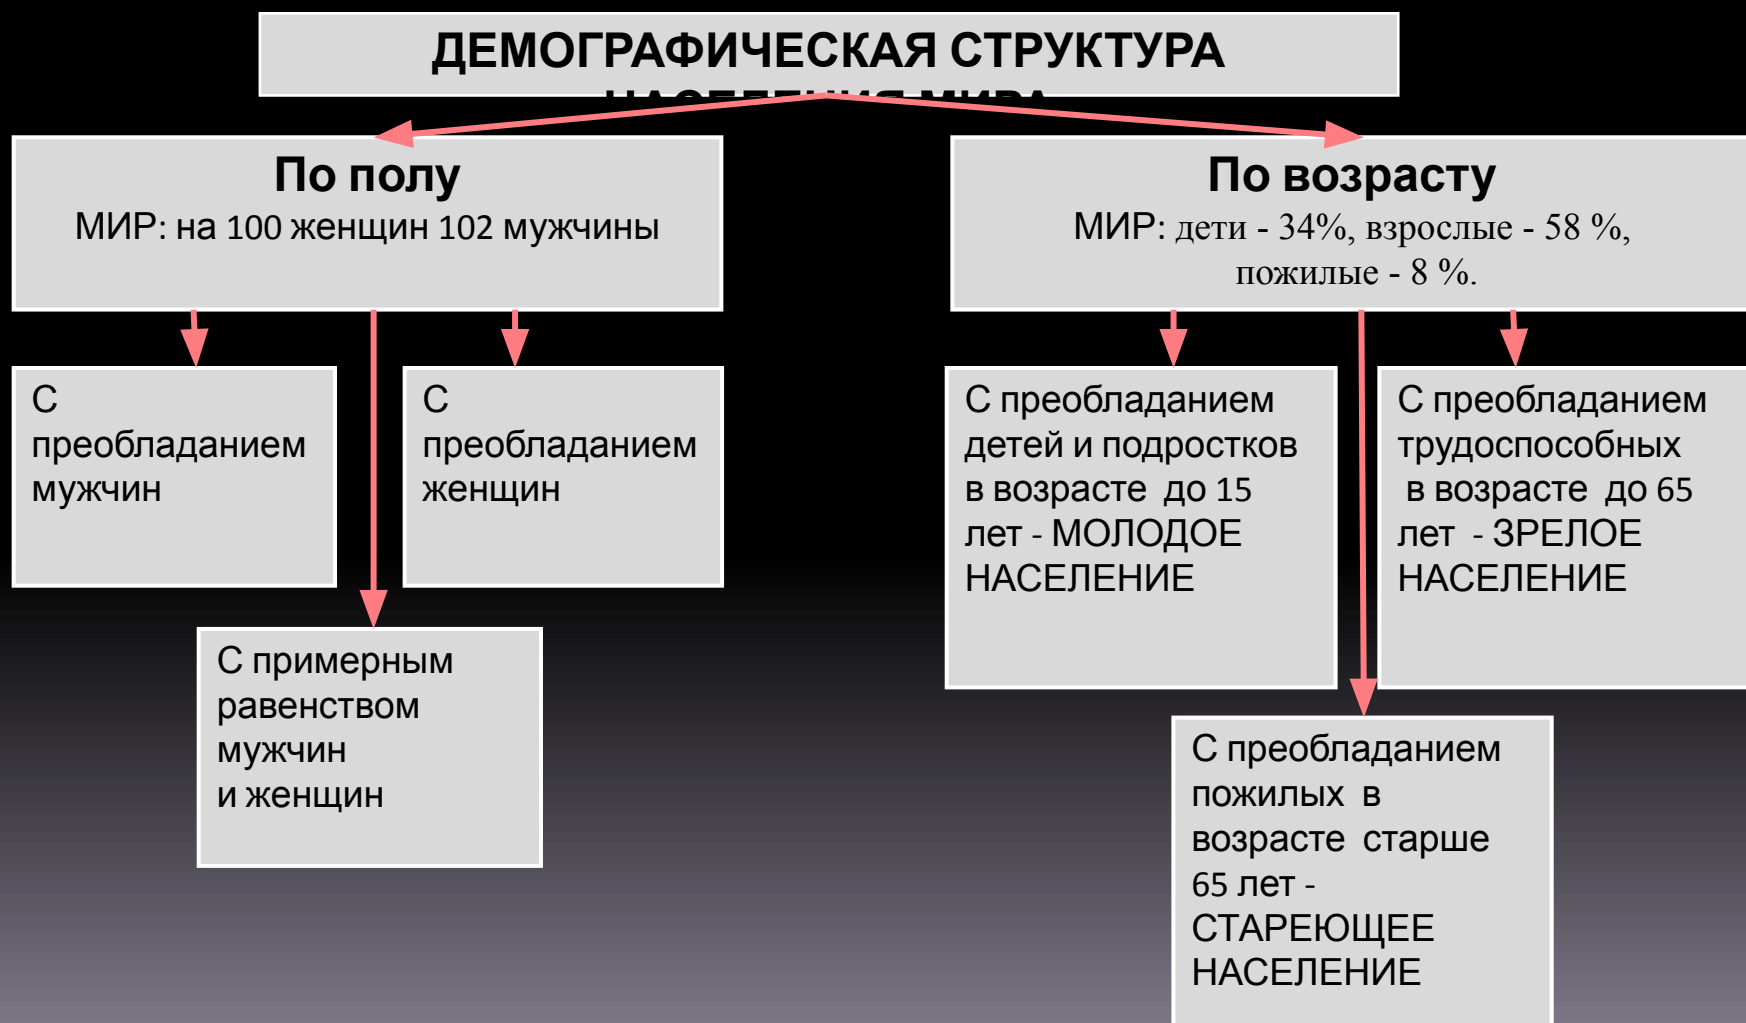 ДЕМОГРАФИЧЕСКАЯ СТРУКТУРА
НАСЕЛЕНИЯ МИРА
По полу
МИР: на 100 женщин 102 мужчины
По возрасту
МИР: дети - 34%, взрослые - 58 %,
пожилые - 8 %.
С
преобладанием
мужчин
С
преобладанием
женщин
С примерным
равенством
мужчин
и женщин
С преобладанием
детей и подростков
в возрасте до 15
лет - МОЛОДОЕ
НАСЕЛЕНИЕ
С преобладанием
трудоспособных
в возрасте до 65
лет - ЗРЕЛОЕ
НАСЕЛЕНИЕ
С преобладанием
пожилых в
возрасте старше
65 лет -
СТАРЕЮЩЕЕ
НАСЕЛЕНИЕ